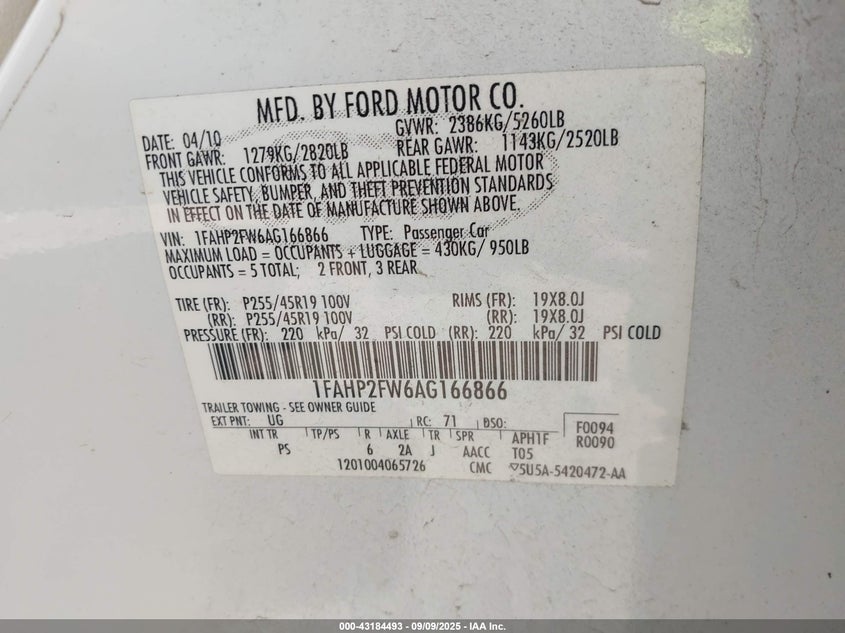 MFD. BY FORD MOTOR CO.
DATE: 04/10 GVWR: 2386KG/5260LB
FRONT GAWR: 1279KG/2820LB REAR GAWR: 1143KG/2520LB
THIS VEHICLE CONFORMS TO ALL APPLICABLE FEDERAL MOTOR
VEHICLE SAFETY, BUMPER, AND THEFT PREVENTION STANDARDS
IN EFFECT ON THE DATE OF MANUFACTURE SHOWN ABOVE.
VIN: 1FAHP2FW6AG166866 TYPE: Passenger Car
MAXIMUM LOAD = OCCUPANTS + LUGGAGE = 430KG/ 950LB
OCCUPANTS = 5 TOTAL; 2 FRONT, 3 REAR
TIRE (FR): P255/45R19 100V RIMS (FR): 19X8.0J
(RR): P255/45R19 100V (RR): 19X8.0J
PRESSURE (FR): 220 kPa/ 32 PSI COLD (RR): 220 kPa/ 32 PSI COLD
1FAHP2FW6AG166866
TRAILER TOWING - SEE OWNER GUIDE
EXT PNT: UG RC: 71 DSO: F0094
INT TR TP/PS R AXLE TR SPR APH1F R0090
PS 6 2A J AACC T05
1201004065726 CMC ▽5U5A-5420472-AA
000-43184493 - 09/09/2025 - IAA Inc.